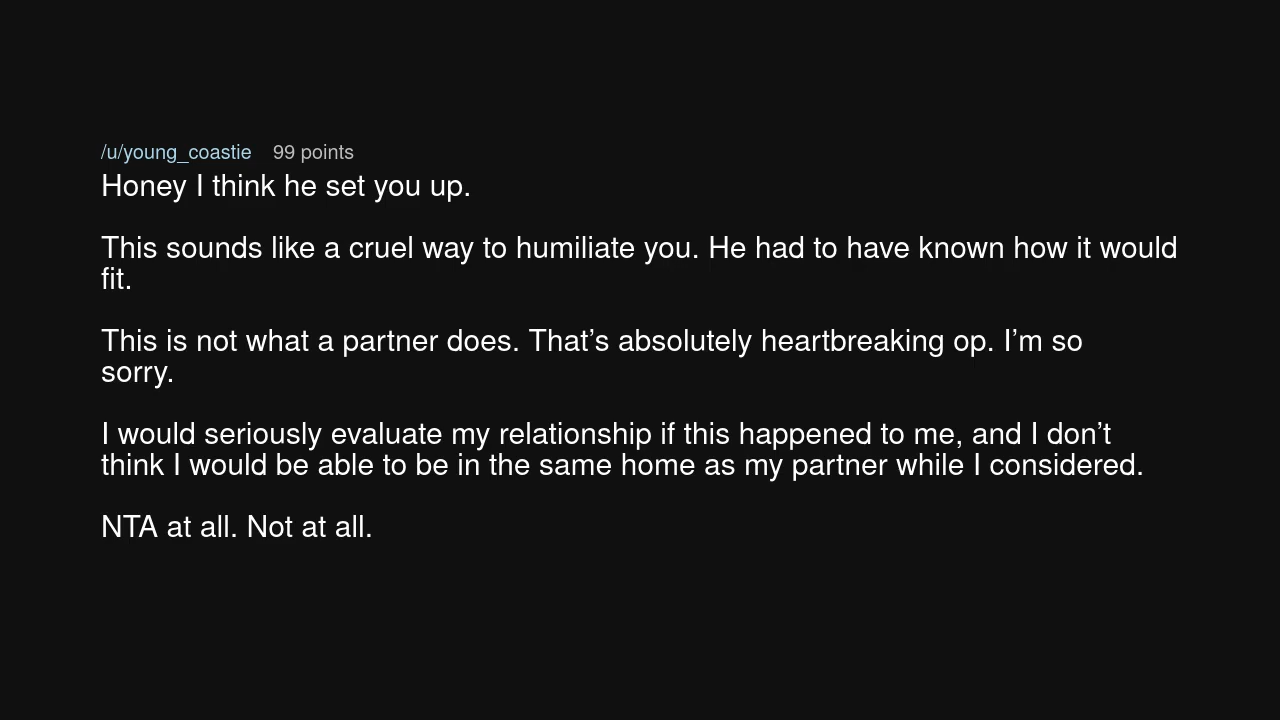 /u/young_coastie 99 points
Honey I think he set you up.
This sounds like a cruel way to humiliate you. He had to have known how it would
fit.
This is not what a partner does. That’s absolutely heartbreaking op. I’m so
sorry.
I would seriously evaluate my relationship if this happened to me, and I don’t
think I would be able to be in the same home as my partner while I considered.
NTA at all. Not at all.